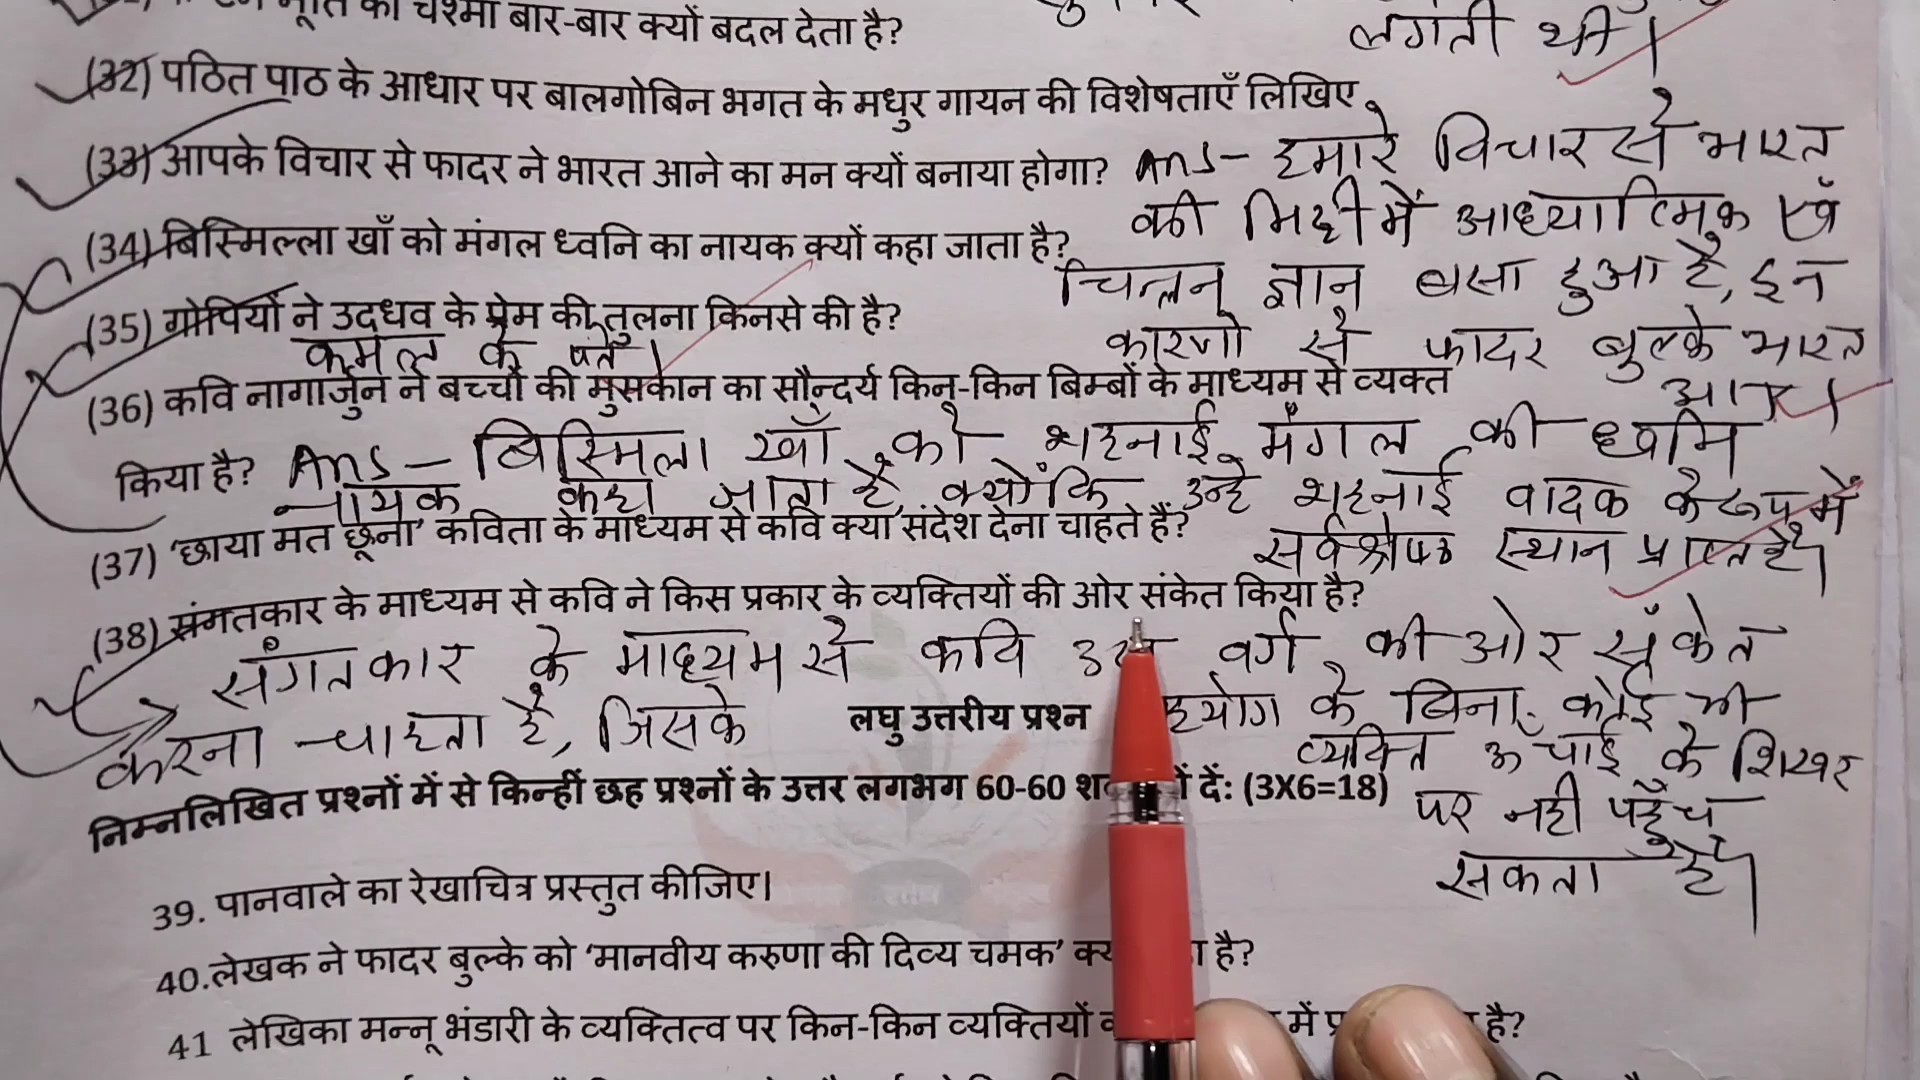 मूर्ति का चश्मा बार-बार क्यों बदल देता है?
लगती थी।
(32) पठित पाठ के आधार पर बालगोबिन भगत के मधुर गायन की विशेषताएँ लिखिए
(33) आपके विचार से फादर ने भारत आने का मन क्यों बनाया होगा? Ans- हमारे विचार से भारत
की मिट्टी में आध्यात्मिक एवं
(34) बिस्मिल्ला खाँ को मंगल ध्वनि का नायक क्यों कहा जाता है?
चिन्तन ज्ञान बसा हुआ है, इन
(35) गोपियों ने उद्धव के प्रेम की तुलना किनसे की है?
कमल के पत्ते।
कारणो से फादर बुल्के भारत
आए।
(36) कवि नागार्जुन ने बच्चों की मुसकान का सौन्दर्य किन-किन बिम्बों के माध्यम से व्यक्त
किया है? Ans- बिस्मिला खाँ को शहनाई मंगल की ध्वनि
नायक कहा जाता है, क्योंकि उन्हे शहनाई वादक के रूप में
सर्वश्रेष्ठ स्थान प्राप्त है।
(37) 'छाया मत छूना' कविता के माध्यम से कवि क्या संदेश देना चाहते हैं?
(38) संगतकार के माध्यम से कवि ने किस प्रकार के व्यक्तियों की ओर संकेत किया है?
संगतकार के माध्यम से कवि वर्ग की ओर संकेत
करना चाहता है, जिसके के बिना कोई भी
व्यक्ति ऊँचाई के शिखर
पर नही पहुँच
सकता है।
लघु उत्तरीय प्रश्न
निम्नलिखित प्रश्नों में से किन्हीं छह प्रश्नों के उत्तर लगभग 60-60 दें: (3X6=18)
39. पानवाले का रेखाचित्र प्रस्तुत कीजिए।
40.लेखक ने फादर बुल्के को 'मानवीय करुणा की दिव्य चमक' है?
41 लेखिका मन्नू भंडारी के व्यक्तित्व पर किन-किन व्यक्तियों में है?